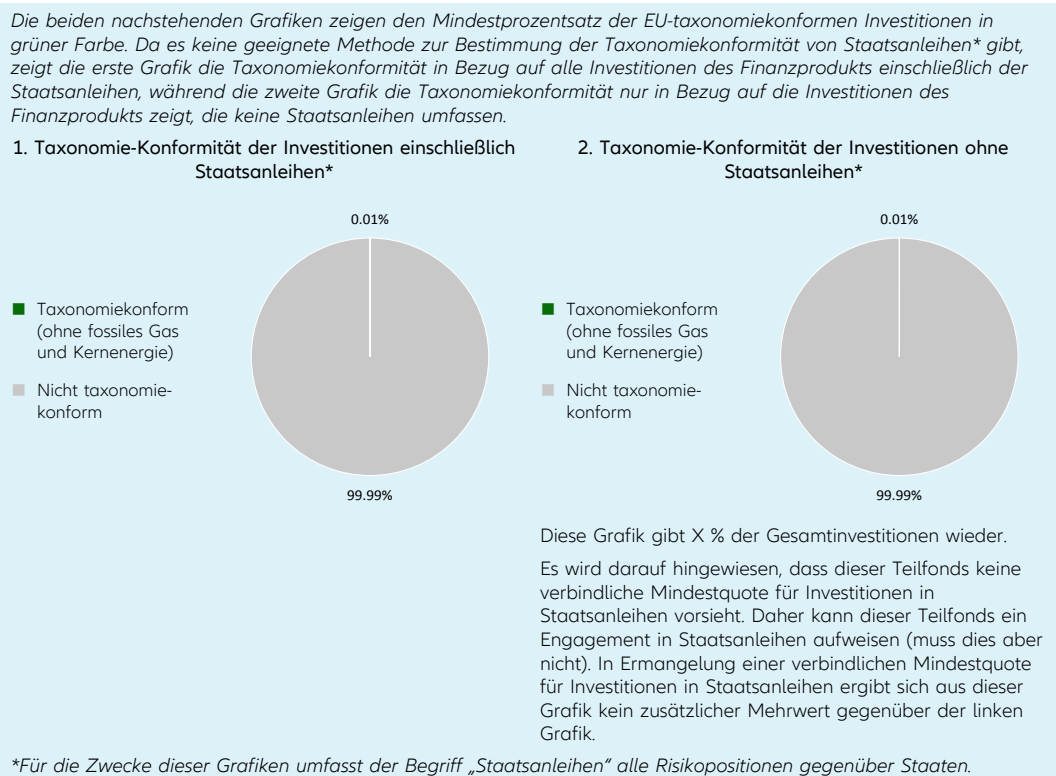 Die beiden nachstehenden Grafiken zeigen den Mindestprozentsatz der EU-taxonomiekonformen Investitionen in
grüner Farbe. Da es keine geeignete Methode zur Bestimmung der Taxonomiekonformität von Staatsanleihen* gibt,
zeigt die erste Grafik die Taxonomiekonformität in Bezug auf alle Investitionen des Finanzprodukts einschließlich der
Staatsanleihen, während die zweite Grafik die Taxonomiekonformität nur in Bezug auf die Investitionen des
Finanzprodukts zeigt, die keine Staatsanleihen umfassen.
1. Taxonomie-Konformität der Investitionen einschließlich
Staatsanleihen*
0.01%
Taxonomiekonform
(ohne fossiles Gas
und Kernenergie)
Nicht taxonomie-
konform
99.99%
2. Taxonomie-Konformität der Investitionen ohne
Staatsanleihen*
0.01%
Taxonomiekonform
(ohne fossiles Gas
und Kernenergie)
Nicht taxonomie-
konform
99.99%
Diese Grafik gibt X % der Gesamtinvestitionen wieder.
Es wird darauf hingewiesen, dass dieser Teilfonds keine
verbindliche Mindestquote für Investitionen in
Staatsanleihen vorsieht. Daher kann dieser Teilfonds ein
Engagement in Staatsanleihen aufweisen (muss dies aber
nicht). In Ermangelung einer verbindlichen Mindestquote
für Investitionen in Staatsanleihen ergibt sich aus dieser
Grafik kein zusätzlicher Mehrwert gegenüber der linken
Grafik.
*Für die Zwecke dieser Grafiken umfasst der Begriff „Staatsanleihen“ alle Risikopositionen gegenüber Staaten.